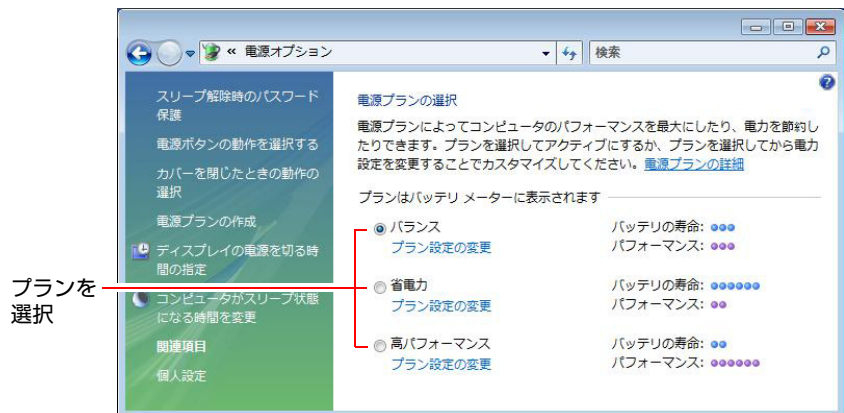 « 電源オプション
検索
スリープ解除時のパスワード
保護
電源ボタンの動作を選択する
カバーを閉じたときの動作の
選択
電源プランの作成
ディスプレイの電源を切る時
間の指定
コンピュータがスリープ状態
になる時間を変更
関連項目
個人設定
プランを
選択
電源プランの選択
電源プランによってコンピュータのパフォーマンスを最大にしたり、電力を節約し
たりできます。プランを選択してアクティブにするか、プランを選択してから電力
設定を変更することでカスタマイズしてください。電源プランの詳細
プランはバッテリ メーターに表示されます
バランス
プラン設定の変更
バッテリの寿命:
パフォーマンス:
省電力
プラン設定の変更
バッテリの寿命:
パフォーマンス:
高パフォーマンス
プラン設定の変更
バッテリの寿命:
パフォーマンス: